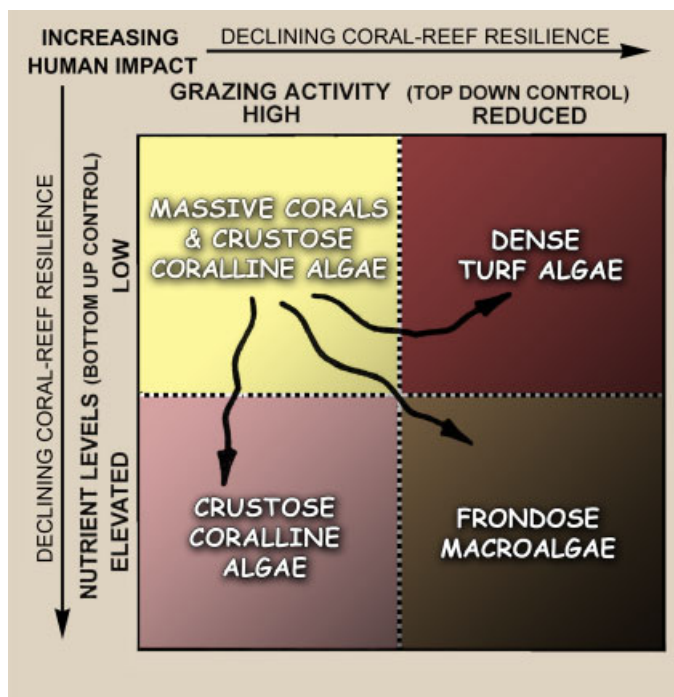 INCREASING
HUMAN IMPACT
DECLINING CORAL-REEF RESILIENCE
GRAZING ACTIVITY (TOP DOWN CONTROL)
HIGH REDUCED
DECLINING CORAL-REEF RESILIENCE
NUTRIENT LEVELS (BOTTOM UP CONTROL)
LOW
ELEVATED
MASSIVE CORALS
& CRUSTOSE
CORALLINE ALGAE
DENSE
TURF ALGAE
CRUSTOSE
CORALLINE
ALGAE
FRONDOSE
MACROALGAE